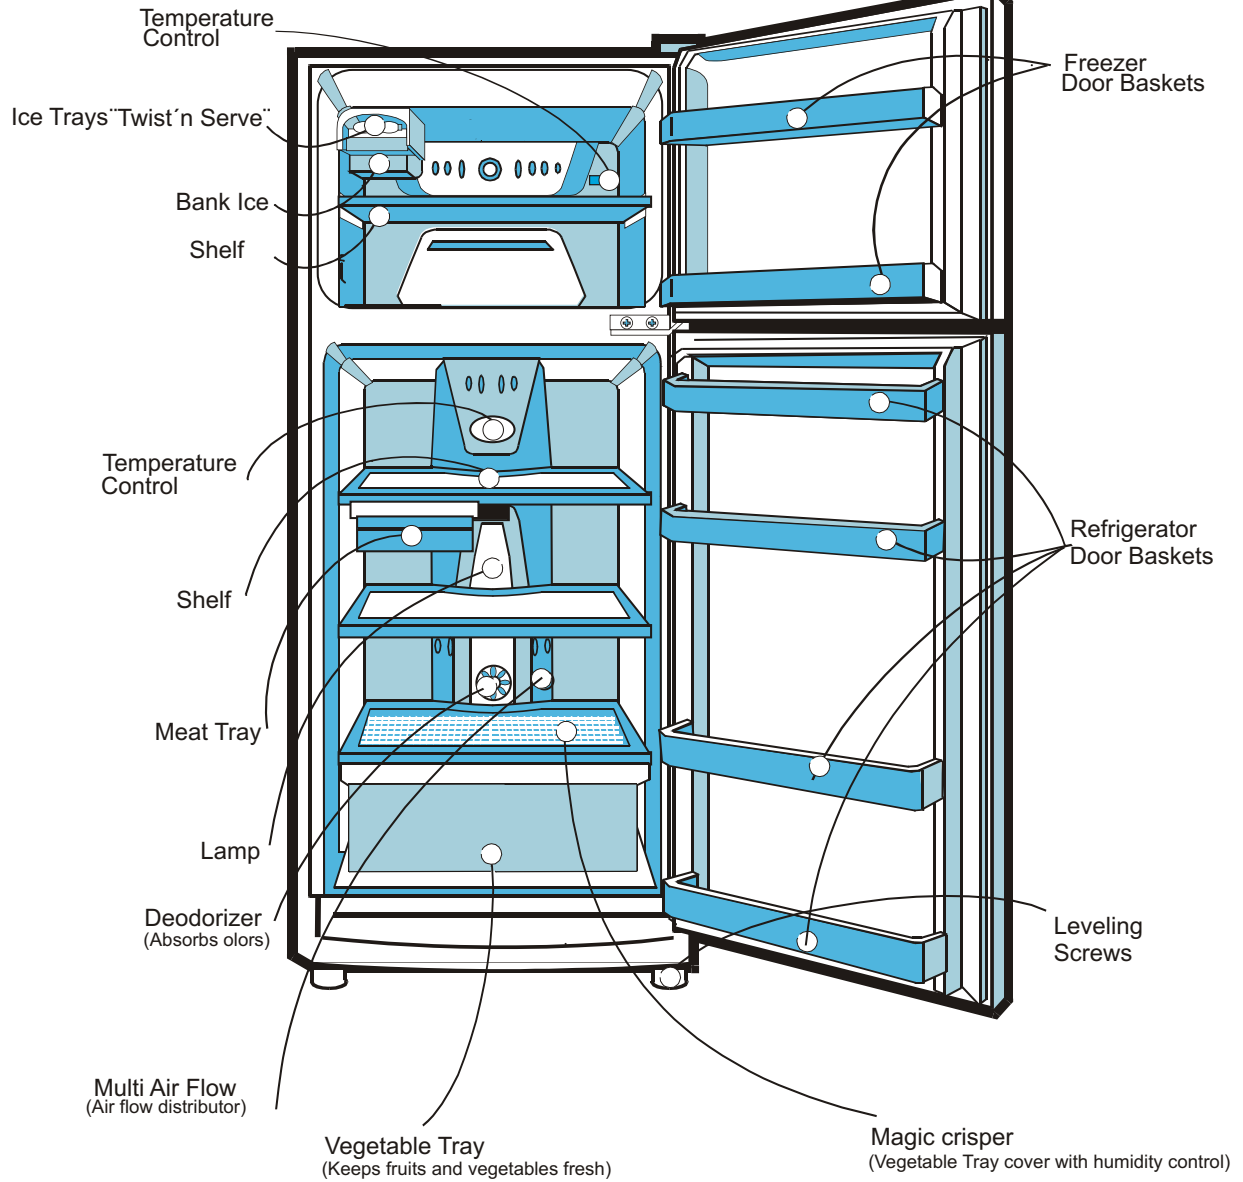 Temperature
Control
Freezer
Door Baskets
Ice Trays¨Twist´n Serve¨
Bank Ice
Shelf
Temperature
Control
Refrigerator
Door Baskets
Shelf
Meat Tray
Lamp
Deodorizer
(Absorbs olors)
Leveling
Screws
Multi Air Flow
(Air flow distributor)
Vegetable Tray
(Keeps fruits and vegetables fresh)
Magic crisper
(Vegetable Tray cover with humidity control)